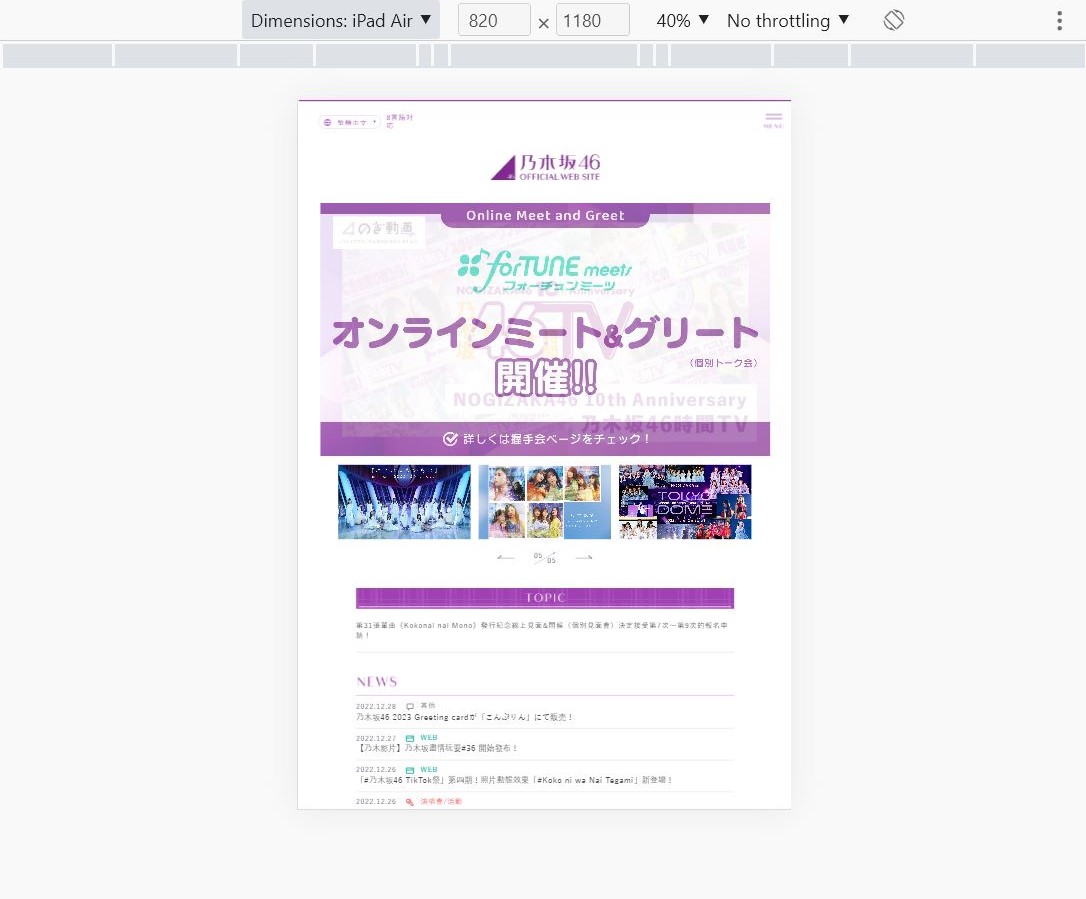 Dimensions: iPad Air
820 × 1180
40%
No throttling
繁體中文
8言語対
応
MENU
乃木坂46
OFFICIAL WEB SITE
Online Meet and Greet
のぎ動画
forTUNE meets
フォーチュンミーツ
NOGIZAKA46 10th Anniversary
46TV
オンラインミート&グリート
(個別トーク会)
開催!!
NOGIZAKA46 10th Anniversary
乃木坂46時間TV
詳しくは握手会ページをチェック!
TOKYO
DOME
05/05
TOPIC
第31張單曲《Kokonai nai Mono》發行紀念線上見面&問候(個別見面會)決定接受第7次~第9次的報名申
請!
NEWS
2022.12.28 其他
乃木坂46 2023 Greeting cardが「こんぷりん」にて販売!
2022.12.27 WEB
【乃木影片】乃木坂盡情玩耍#36 開始發布!
2022.12.26 WEB
「#乃木坂46 TikTok祭」第四期!照片動態效果「#Koko ni wa Nai Tegami」新登場!
2022.12.26 演唱會/活動